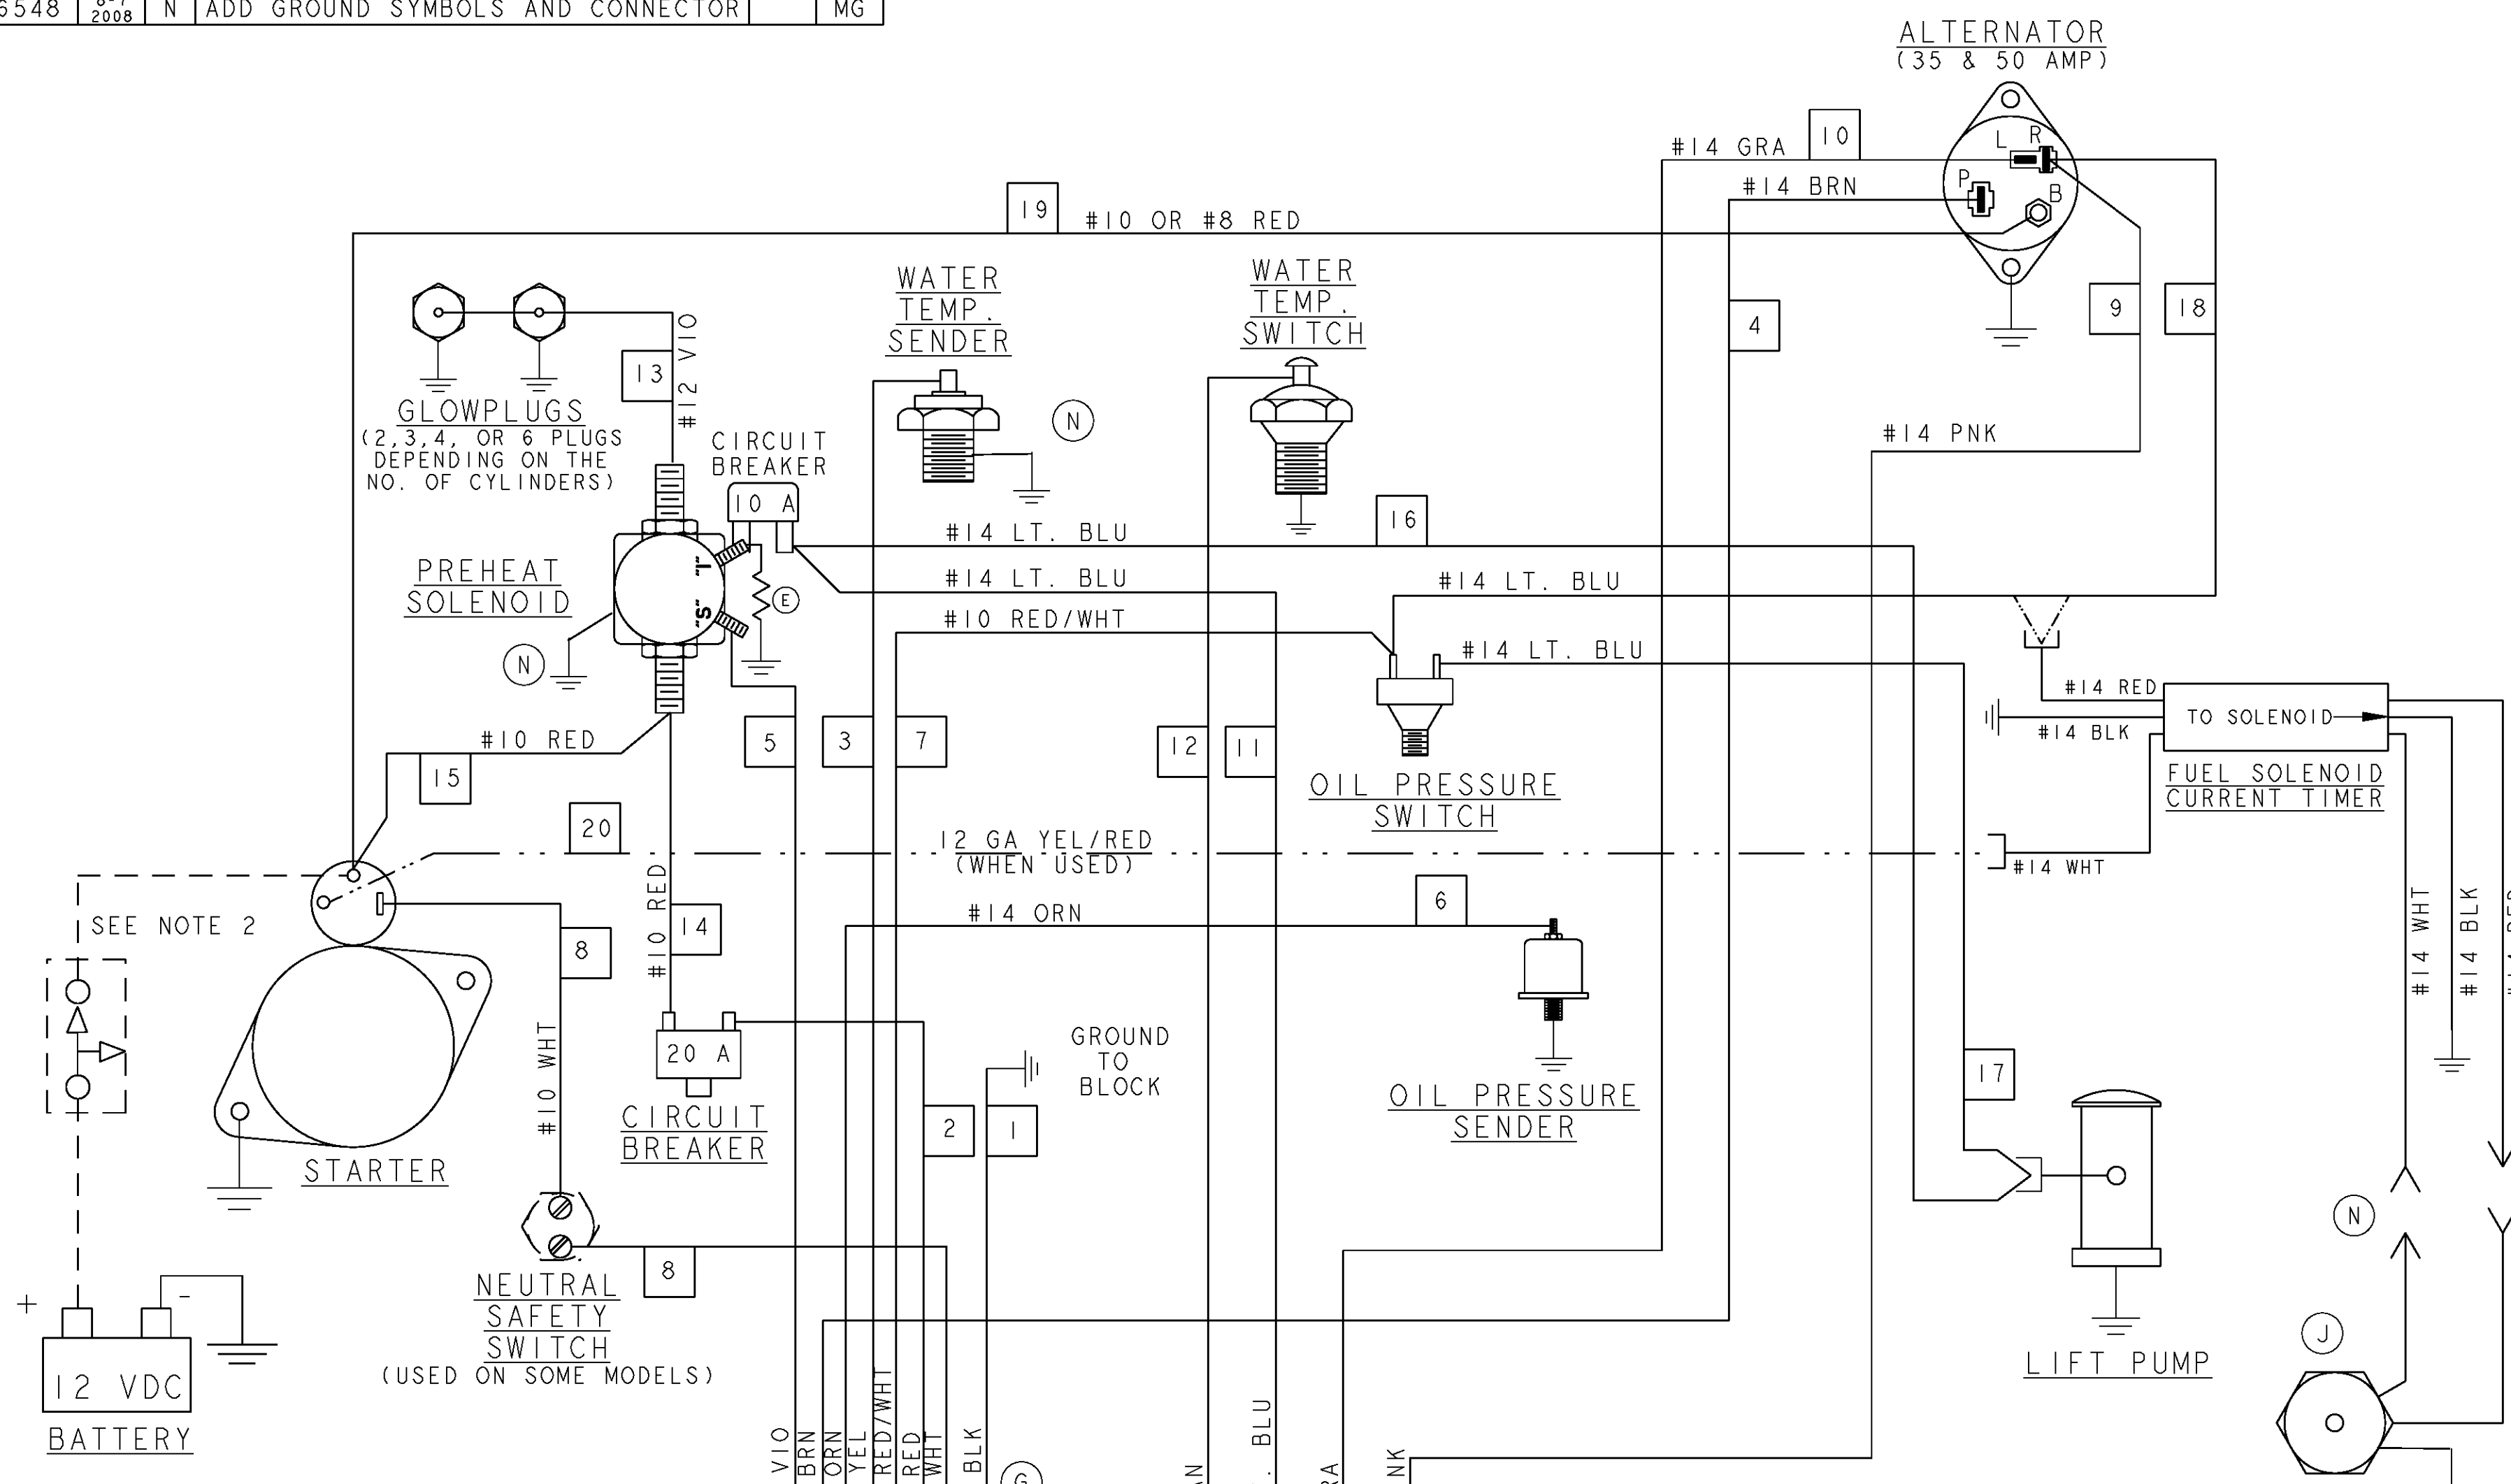 6548 2008 N ADD GROUND SYMBOLS AND CONNECTOR MG
ALTERNATOR
(35 & 50 AMP)
10
#14 GRA
L R
#14 BRN
P
B
19
#10 OR #8 RED
WATER
TEMP.
SENDER
WATER
TEMP.
SWITCH
4
9
18
13
#12 VIO
GLOWPLUGS
(2,3,4, OR 6 PLUGS
DEPENDING ON THE
NO. OF CYLINDERS)
N
CIRCUIT
BREAKER
10 A
#14 PNK
16
#14 LT. BLU
PREHEAT
SOLENOID
"I"
"S"
E
#14 LT. BLU
#14 LT. BLU
#10 RED/WHT
#14 LT. BLU
N
#14 RED
TO SOLENOID
#14 BLK
FUEL SOLENOID
CURRENT TIMER
#10 RED
15
5
3
7
12
11
OIL PRESSURE
SWITCH
20
12 GA YEL/RED
(WHEN USED)
#14 WHT
#10 RED
14
6
#14 ORN
SEE NOTE 2
8
#14 WHT
#14 BLK
#10 WHT
20 A
CIRCUIT
BREAKER
GROUND
TO
BLOCK
2
1
OIL PRESSURE
SENDER
17
STARTER
N
8
NEUTRAL
SAFETY
SWITCH
(USED ON SOME MODELS)
+
-
12 VDC
BATTERY
LIFT PUMP
J
VIO
BRN
ORN
YEL
RED/WHT
RED
WHT
BLK
G
BLU